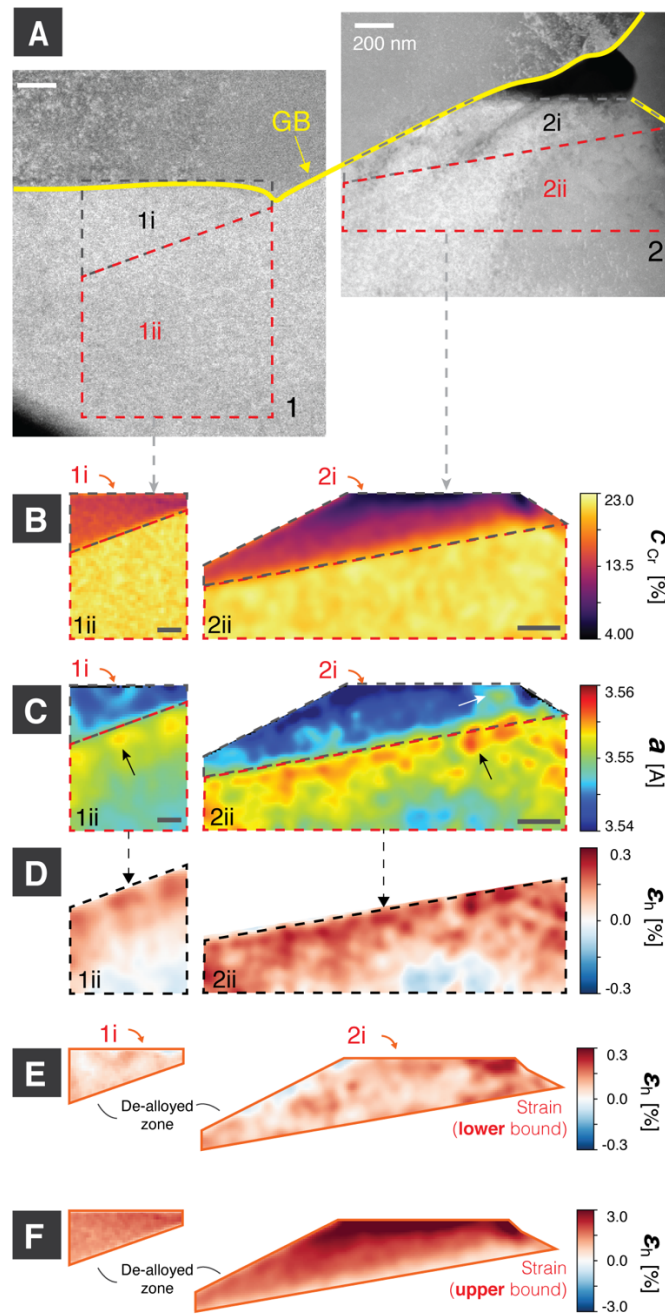 A
200 nm
GB
1i
1ii
1
2i
2ii
2
B
1i
2i
1ii
2ii
23.0
13.5
4.00
c Cr [%]
C
1i
2i
1ii
2ii
3.56
3.55
3.54
a [A]
D
1ii
2ii
0.3
0.0
-0.3
εh [%]
E
1i
2i
De-alloyed
zone
Strain
(lower bound)
0.3
0.0
-0.3
εh [%]
F
De-alloyed
zone
Strain
(upper bound)
3.0
0.0
-3.0
εh [%]